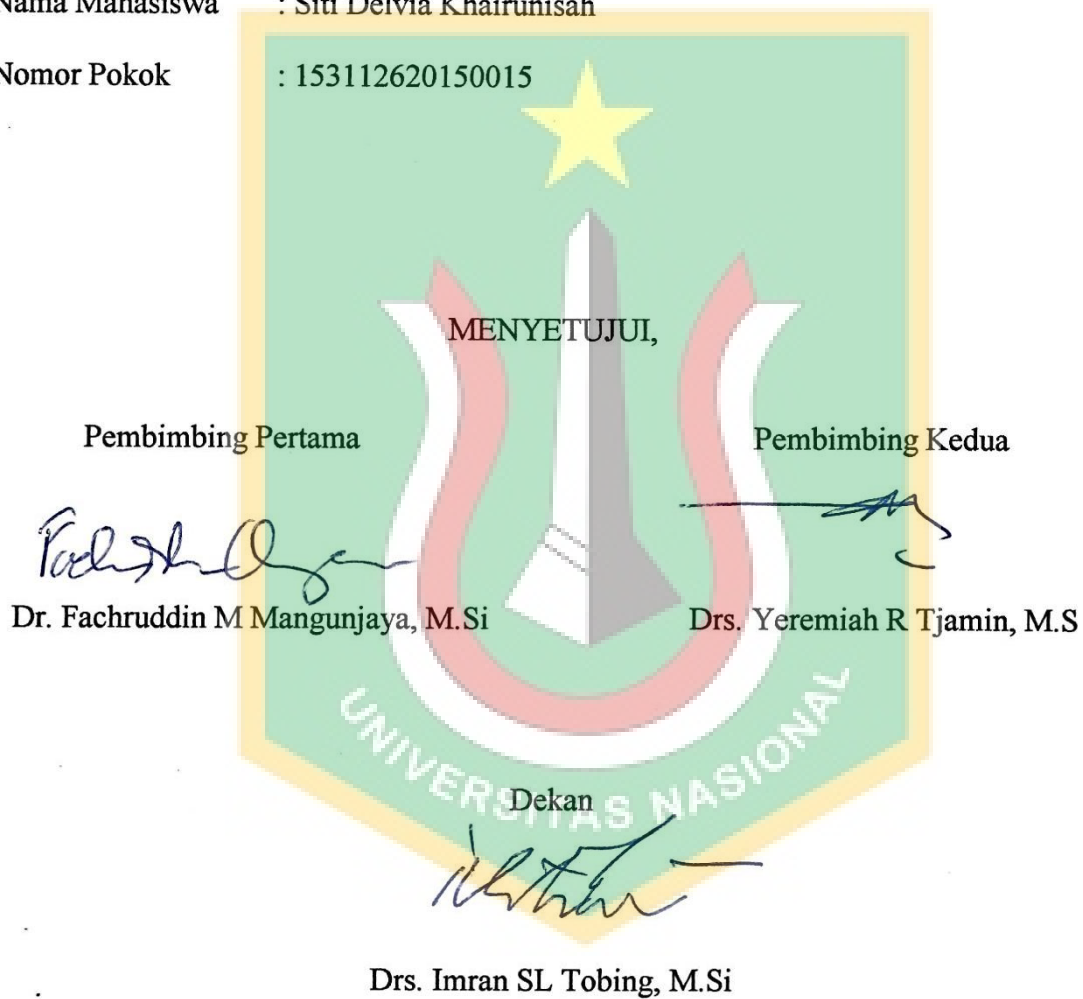 Nama Mahasiswa : Siti Delvia Khairunisah
Nomor Pokok : 153112620150015
MENYETUJUI,
Pembimbing Pertama Pembimbing Kedua
Dr. Fachruddin M Mangunjaya, M.Si Drs. Yeremiah R Tjamin, M.S
UNIVERSITAS NASIONAL
Dekan
Drs. Imran SL Tobing, M.Si